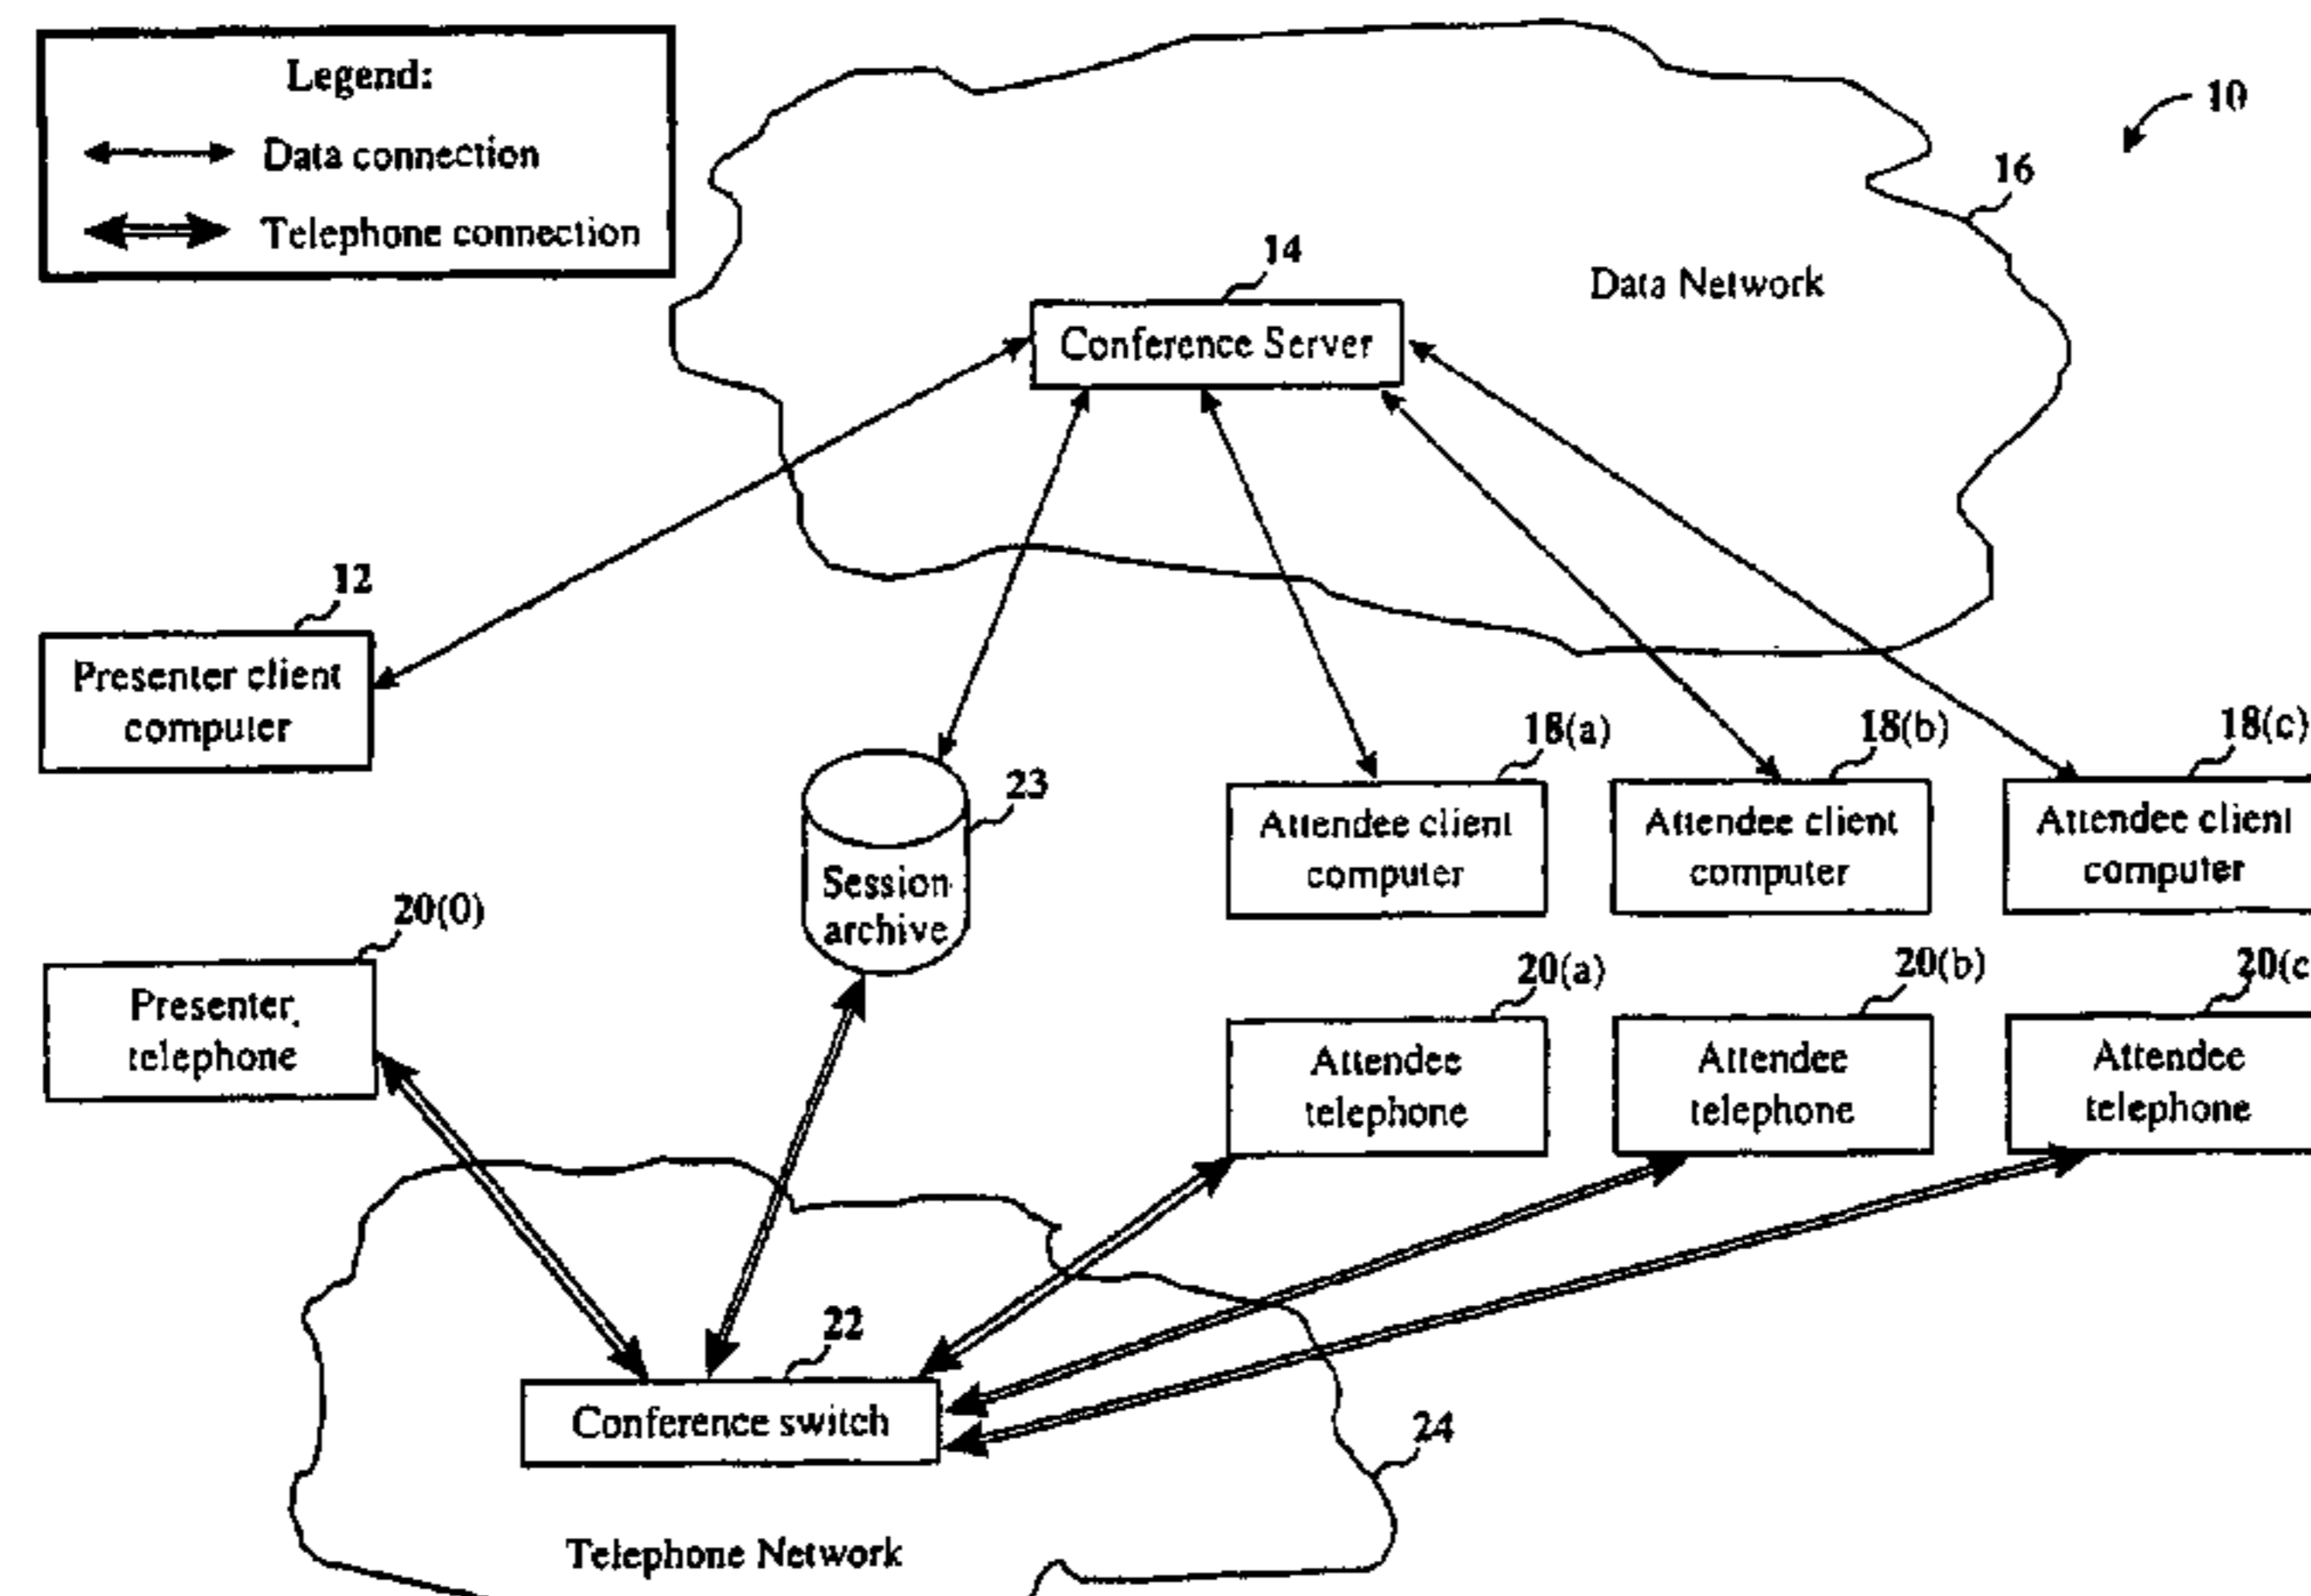 Legend:
Data connection
Telephone connection
10
16
14
Data Network
Conference Server
12
Presenter client
computer
23
Session
archive
18(a)
18(b)
18(c)
Attendee client
computer
Attendee client
computer
Attendee client
computer
20(0)
Presenter
telephone
20(a)
20(b)
20(c
Attendee
telephone
Attendee
telephone
Attendee
telephone
22
Conference switch
24
Telephone Network